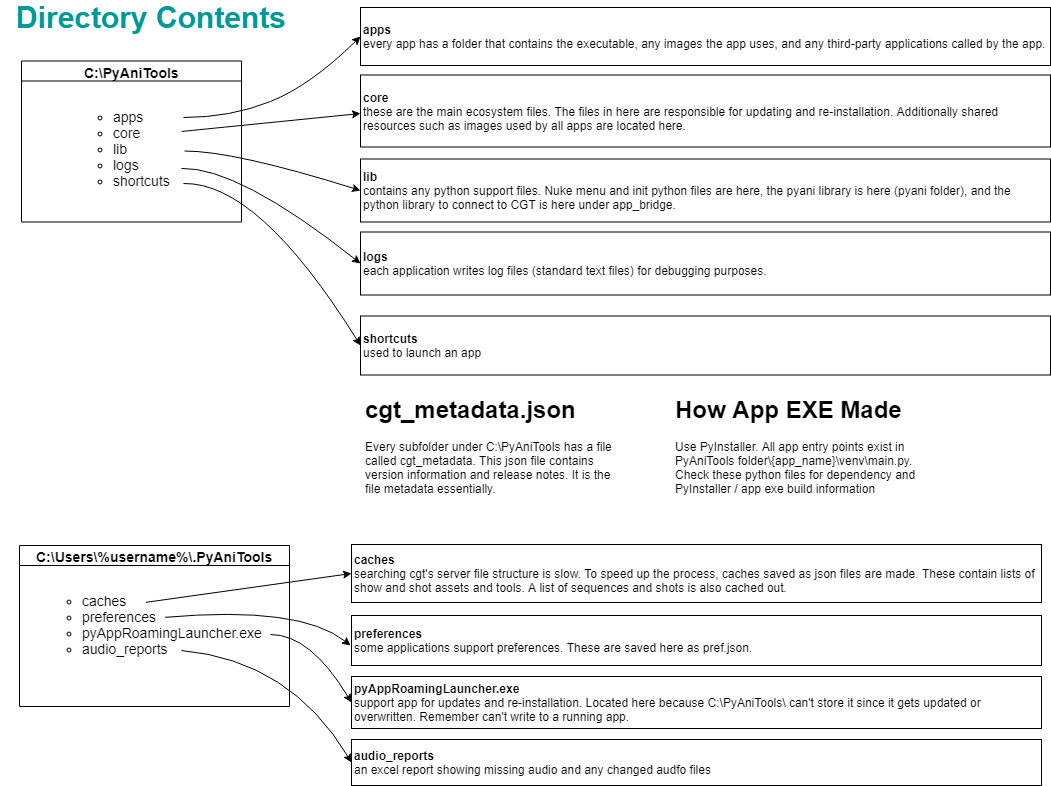 Directory Contents
C:\PyAniTools
apps
core
lib
logs
shortcuts
apps
every app has a folder that contains the executable, any images the app uses, and any third-party applications called by the app.
core
these are the main ecosystem files. The files in here are responsible for updating and re-installation. Additionally shared
resources such as images used by all apps are located here.
lib
contains any python support files. Nuke menu and init python files are here, the pyani library is here (pyani folder), and the
python library to connect to CGT is here under app_bridge.
logs
each application writes log files (standard text files) for debugging purposes.
shortcuts
used to launch an app
cgt_metadata.json
Every subfolder under C:\PyAniTools has a file
called cgt_metadata. This json file contains
version information and release notes. It is the
file metadata essentially.
How App EXE Made
Use PyInstaller. All app entry points exist in
PyAniTools folder\{app_name}\venv\main.py.
Check these python files for dependency and
PyInstaller / app exe build information
C:\Users\%username%\.PyAniTools
caches
preferences
pyAppRoamingLauncher.exe
audio_reports
caches
searching cgt's server file structure is slow. To speed up the process, caches saved as json files are made. These contain lists of
show and shot assets and tools. A list of sequences and shots is also cached out.
preferences
some applications support preferences. These are saved here as pref.json.
pyAppRoamingLauncher.exe
support app for updates and re-installation. Located here because C:\PyAniTools\ can't store it since it gets updated or
overwritten. Remember can't write to a running app.
audio_reports
an excel report showing missing audio and any changed audfo files